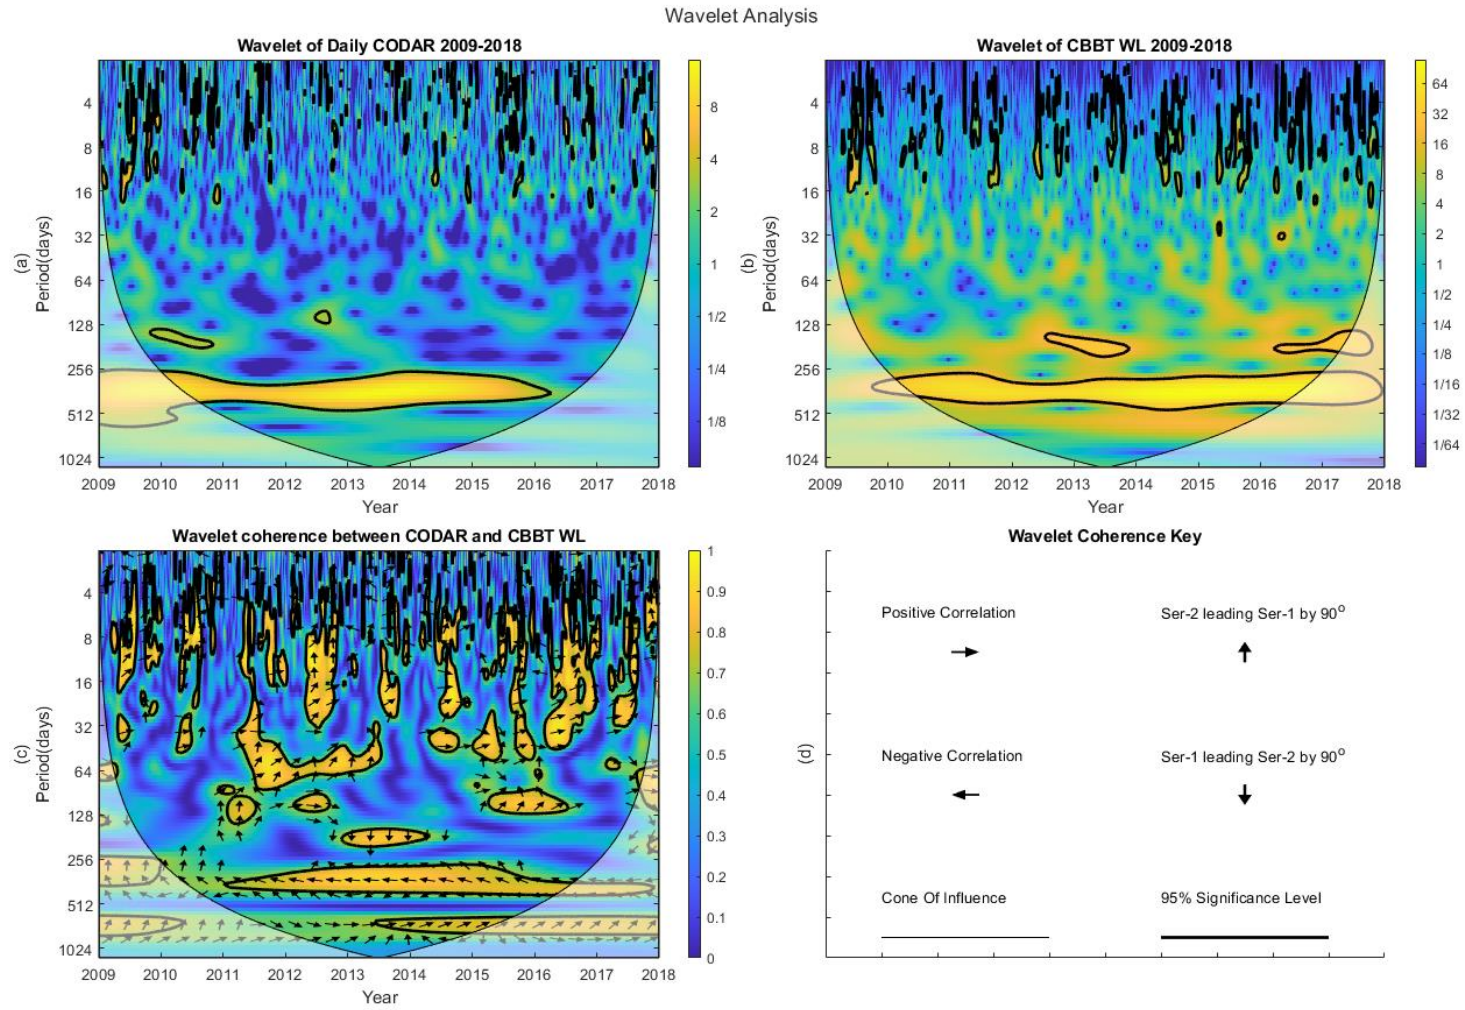 Wavelet Analysis
Wavelet of Daily CODAR 2009-2018
4
8
16
32
64
128
256
512
1024
(a)
Period(days)
2009 2010 2011 2012 2013 2014 2015 2016 2017 2018
Year
8
4
2
1
1/2
1/4
1/8
Wavelet of CBBT WL 2009-2018
4
8
16
32
64
128
256
512
1024
(b)
Period(days)
2009 2010 2011 2012 2013 2014 2015 2016 2017 2018
Year
64
32
16
8
4
2
1
1/2
1/4
1/8
1/16
1/32
1/64
Wavelet coherence between CODAR and CBBT WL
4
8
16
32
64
128
256
512
1024
(c)
Period(days)
2009 2010 2011 2012 2013 2014 2015 2016 2017 2018
Year
1
0.9
0.8
0.7
0.6
0.5
0.4
0.3
0.2
0.1
0
Wavelet Coherence Key
(d)
Positive Correlation
Ser-2 leading Ser-1 by 90°
Negative Correlation
Ser-1 leading Ser-2 by 90°
Cone Of Influence
95% Significance Level